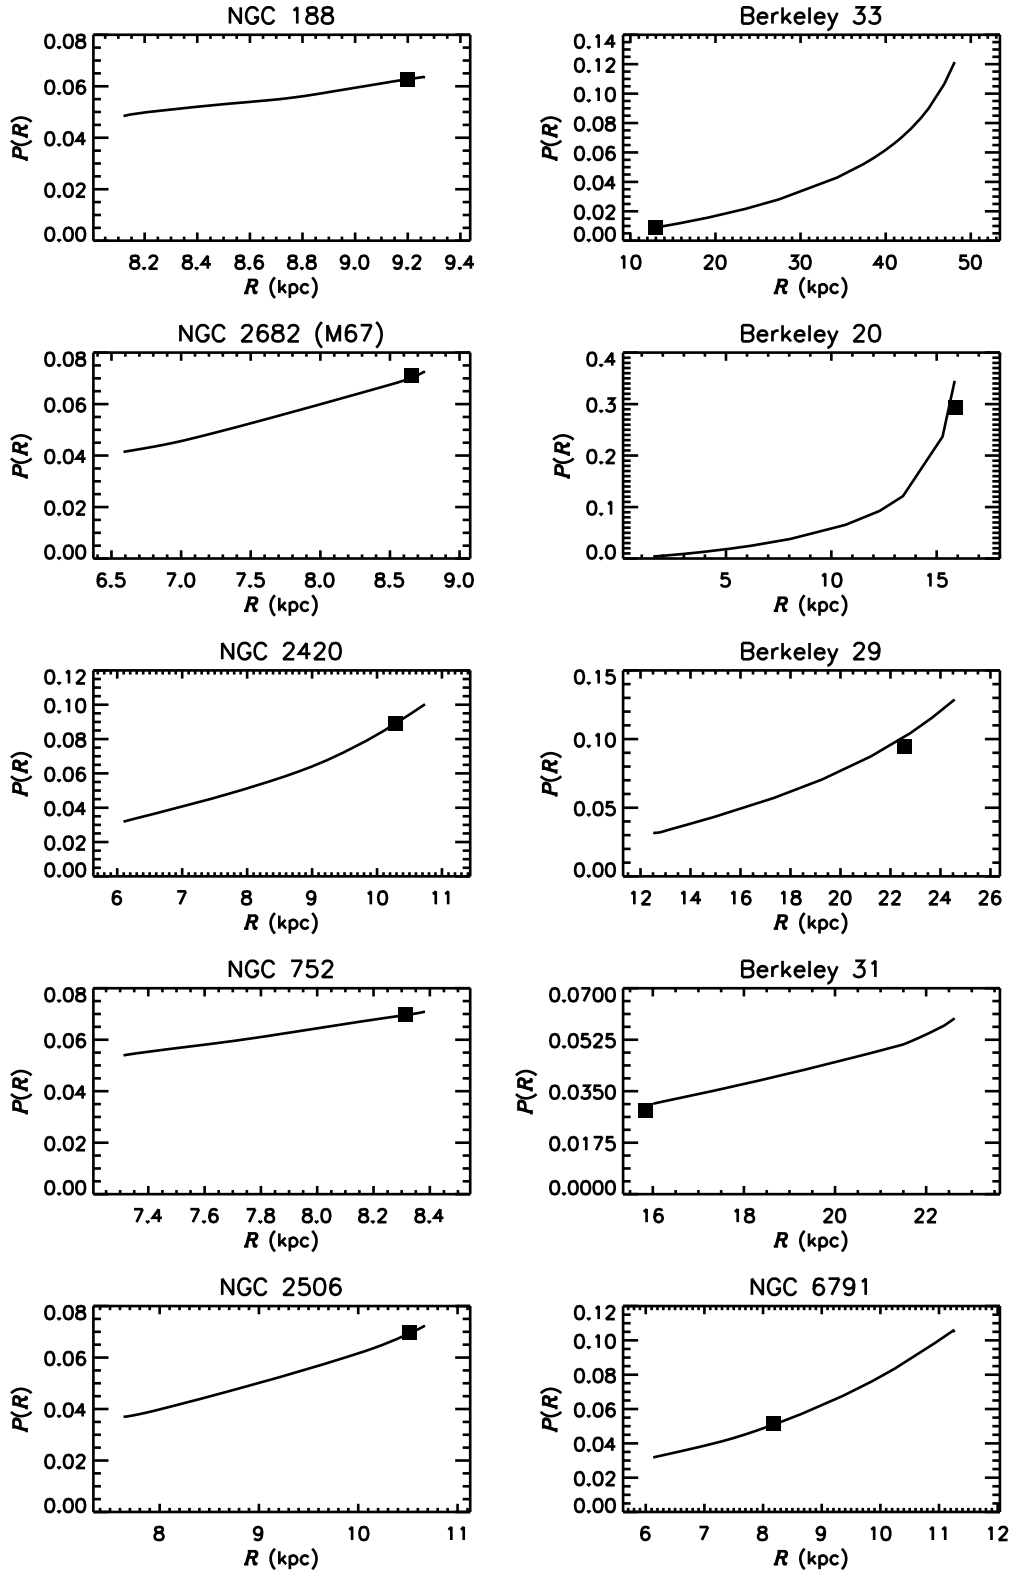 NGC 188
0.08
0.06
0.04
0.02
0.00
P(R)
8.2 8.4 8.6 8.8 9.0 9.2 9.4
R (kpc)
Berkeley 33
0.14
0.12
0.10
0.08
0.06
0.04
0.02
0.00
P(R)
10 20 30 40 50
R (kpc)
NGC 2682 (M67)
0.08
0.06
0.04
0.02
0.00
P(R)
6.5 7.0 7.5 8.0 8.5 9.0
R (kpc)
Berkeley 20
0.4
0.3
0.2
0.1
0.0
P(R)
5 10 15
R (kpc)
NGC 2420
0.12
0.10
0.08
0.06
0.04
0.02
0.00
P(R)
6 7 8 9 10 11
R (kpc)
Berkeley 29
0.15
0.10
0.05
0.00
P(R)
12 14 16 18 20 22 24 26
R (kpc)
NGC 752
0.08
0.06
0.04
0.02
0.00
P(R)
7.4 7.6 7.8 8.0 8.2 8.4
R (kpc)
Berkeley 31
0.0700
0.0525
0.0350
0.0175
0.0000
P(R)
16 18 20 22
R (kpc)
NGC 2506
0.08
0.06
0.04
0.02
0.00
P(R)
8 9 10 11
R (kpc)
NGC 6791
0.12
0.10
0.08
0.06
0.04
0.02
0.00
P(R)
6 7 8 9 10 11 12
R (kpc)